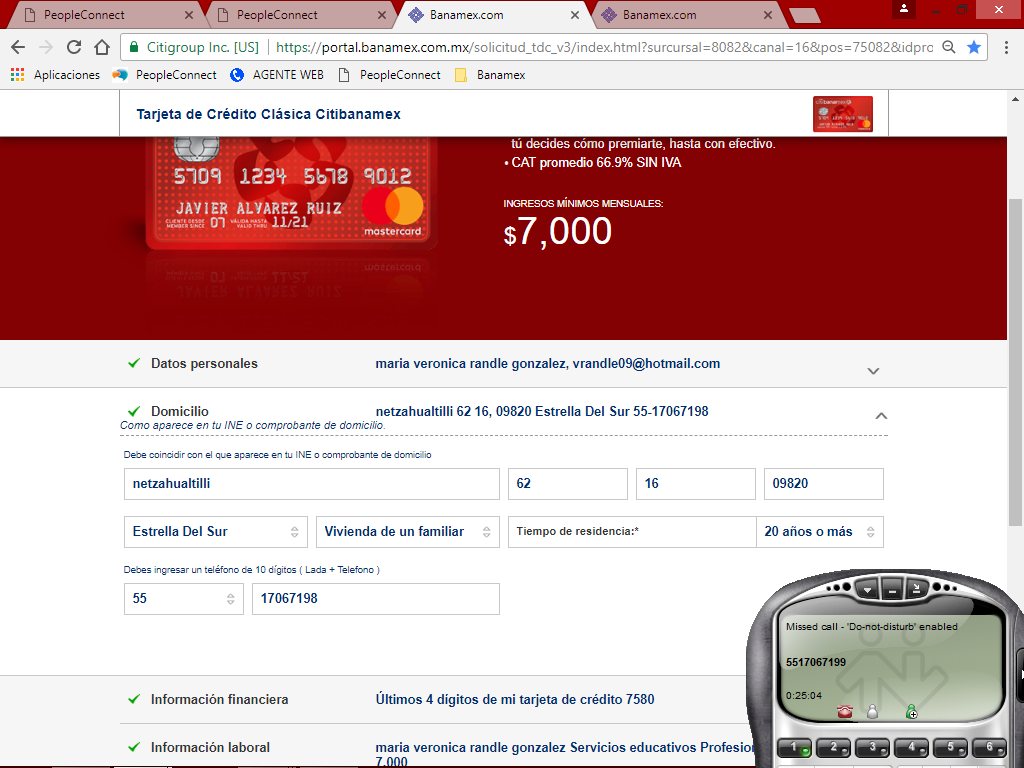 PeopleConnect
PeopleConnect
Banamex.com
Banamex.com
Citigroup Inc. [US] https://portal.banamex.com.mx/solicitud_tdc_v3/index.html?surcursal=8082&canal=16&pos=75082&idpro
Aplicaciones PeopleConnect AGENTE WEB PeopleConnect Banamex
Tarjeta de Crédito Clásica Citibanamex
tú decides cómo premiarte, hasta con efectivo.
• CAT promedio 66.9% SIN IVA
5709 1234 5678 9012
JAVIER ALVAREZ RUIZ
CLIENTE DESDE MEMBER SINCE 07 VALIDA HASTA VALID THRU 11/21
mastercard
INGRESOS MÍNIMOS MENSUALES:
$7,000
Datos personales maria veronica randle gonzalez, vrandle09@hotmail.com
Domicilio netzahualtilli 62 16, 09820 Estrella Del Sur 55-17067198
Como aparece en tu INE o comprobante de domicilio.
Debe coincidir con el que aparece en tu INE o comprobante de domicilio
netzahualtilli 62 16 09820
Estrella Del Sur Vivienda de un familiar Tiempo de residencia:* 20 años o más
Debes ingresar un teléfono de 10 dígitos ( Lada + Telefono )
55 17067198
Missed call - 'Do-not-disturb' enabled
5517067199
0:25:04
1 2 3 4 5 6
Información financiera Últimos 4 dígitos de mi tarjeta de crédito 7580
Información laboral maria veronica randle gonzalez Servicios educativos Profesion
7,000